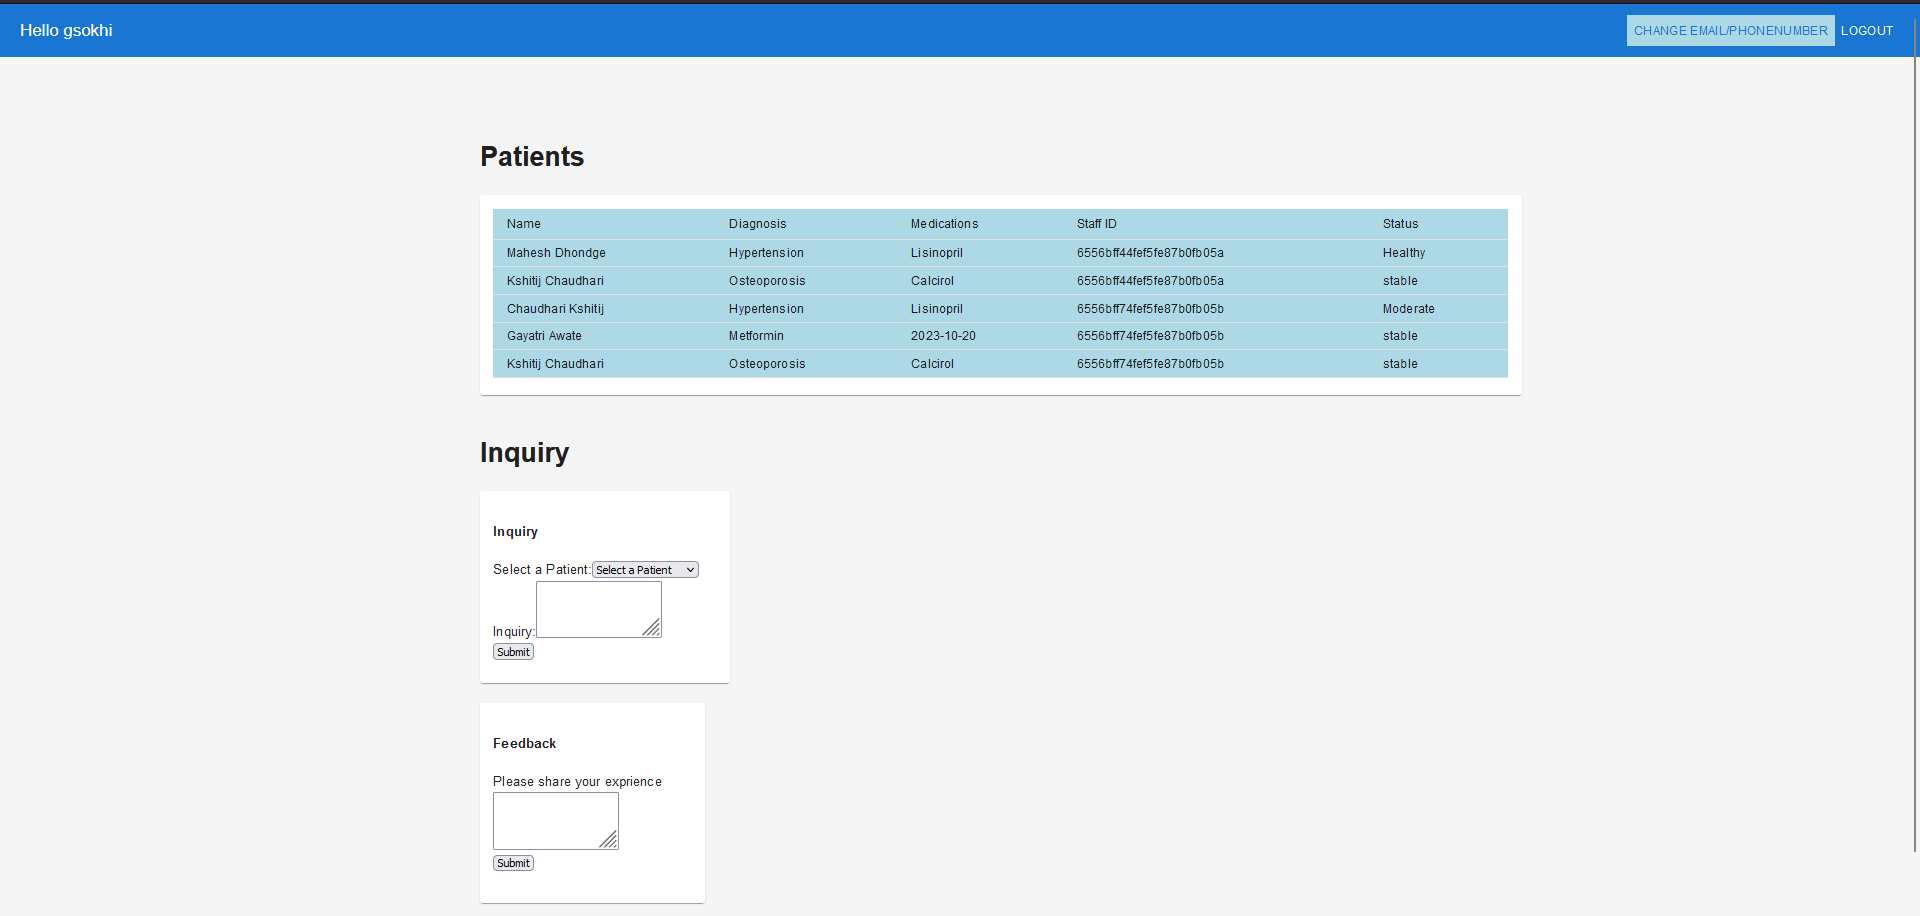 Hello gsokhi CHANGE EMAIL/PHONENUMBER LOGOUT
Patients
Name Diagnosis Medications Staff ID Status
Mahesh Dhondge Hypertension Lisinopril 6556bff44fef5fe87b0fb05a Healthy
Kshitij Chaudhari Osteoporosis Calcirol 6556bff44fef5fe87b0fb05a stable
Chaudhari Kshitij Hypertension Lisinopril 6556bff74fef5fe87b0fb05b Moderate
Gayatri Awate Metformin 2023-10-20 6556bff74fef5fe87b0fb05b stable
Kshitij Chaudhari Osteoporosis Calcirol 6556bff74fef5fe87b0fb05b stable
Inquiry
Inquiry
Select a Patient: Select a Patient
Inquiry:
Submit
Feedback
Please share your exprience
Submit